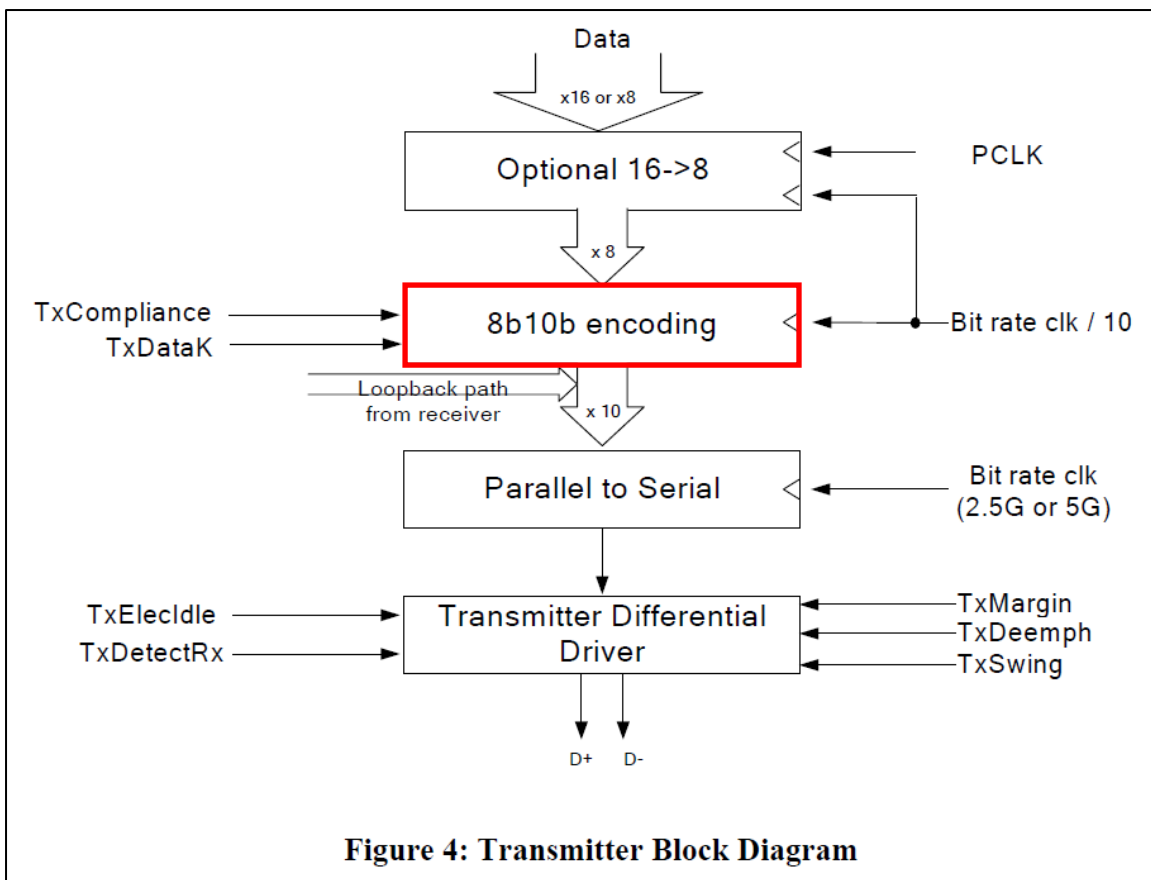 Data
x16 or x8
Optional 16->8
PCLK
x 8
TxCompliance
TxDataK
8b10b encoding
Bit rate clk / 10
Loopback path
from receiver
x 10
Parallel to Serial
Bit rate clk
(2.5G or 5G)
TxElecIdle
TxDetectRx
Transmitter Differential
Driver
TxMargin
TxDeemph
TxSwing
D+
D-
Figure 4: Transmitter Block Diagram